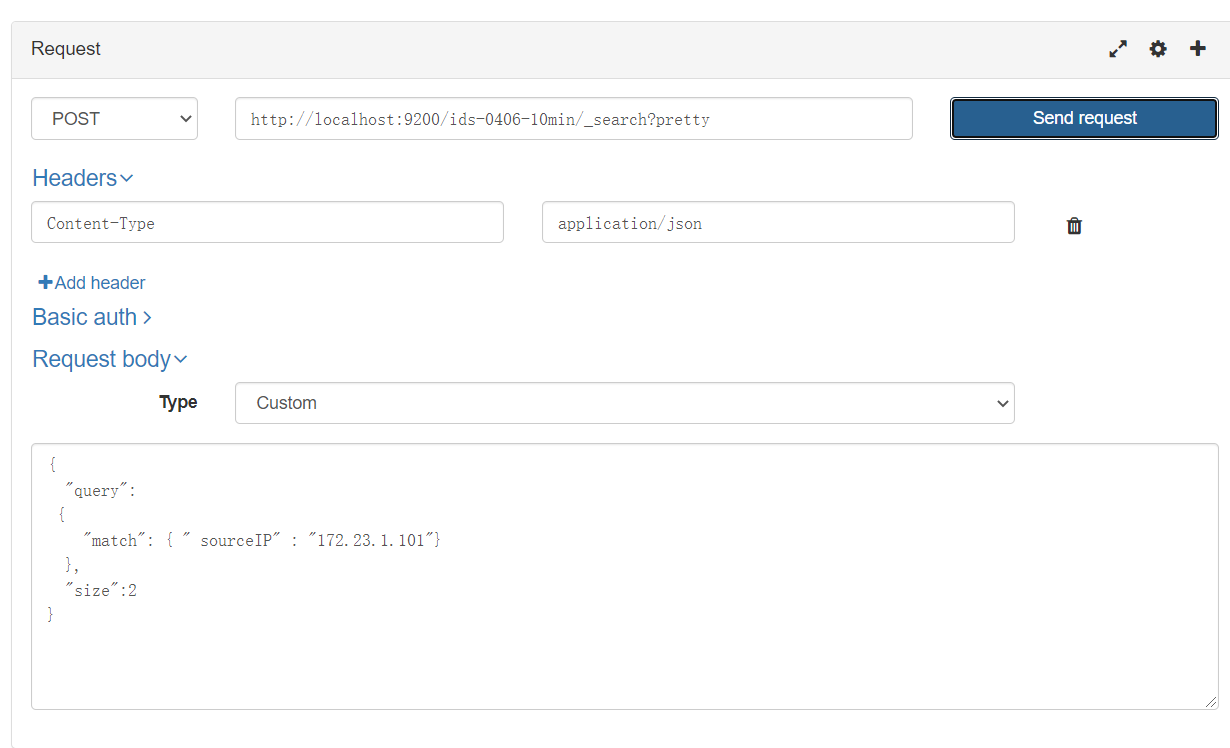 Request
POST
http://localhost:9200/ids-0406-10min/_search?pretty
Send request
Headers
Content-Type
application/json
Add header
Basic auth
Request body
Type
Custom
{
  "query":
 {
    "match": { " sourceIP" : "172.23.1.101"}
  },
  "size":2
}